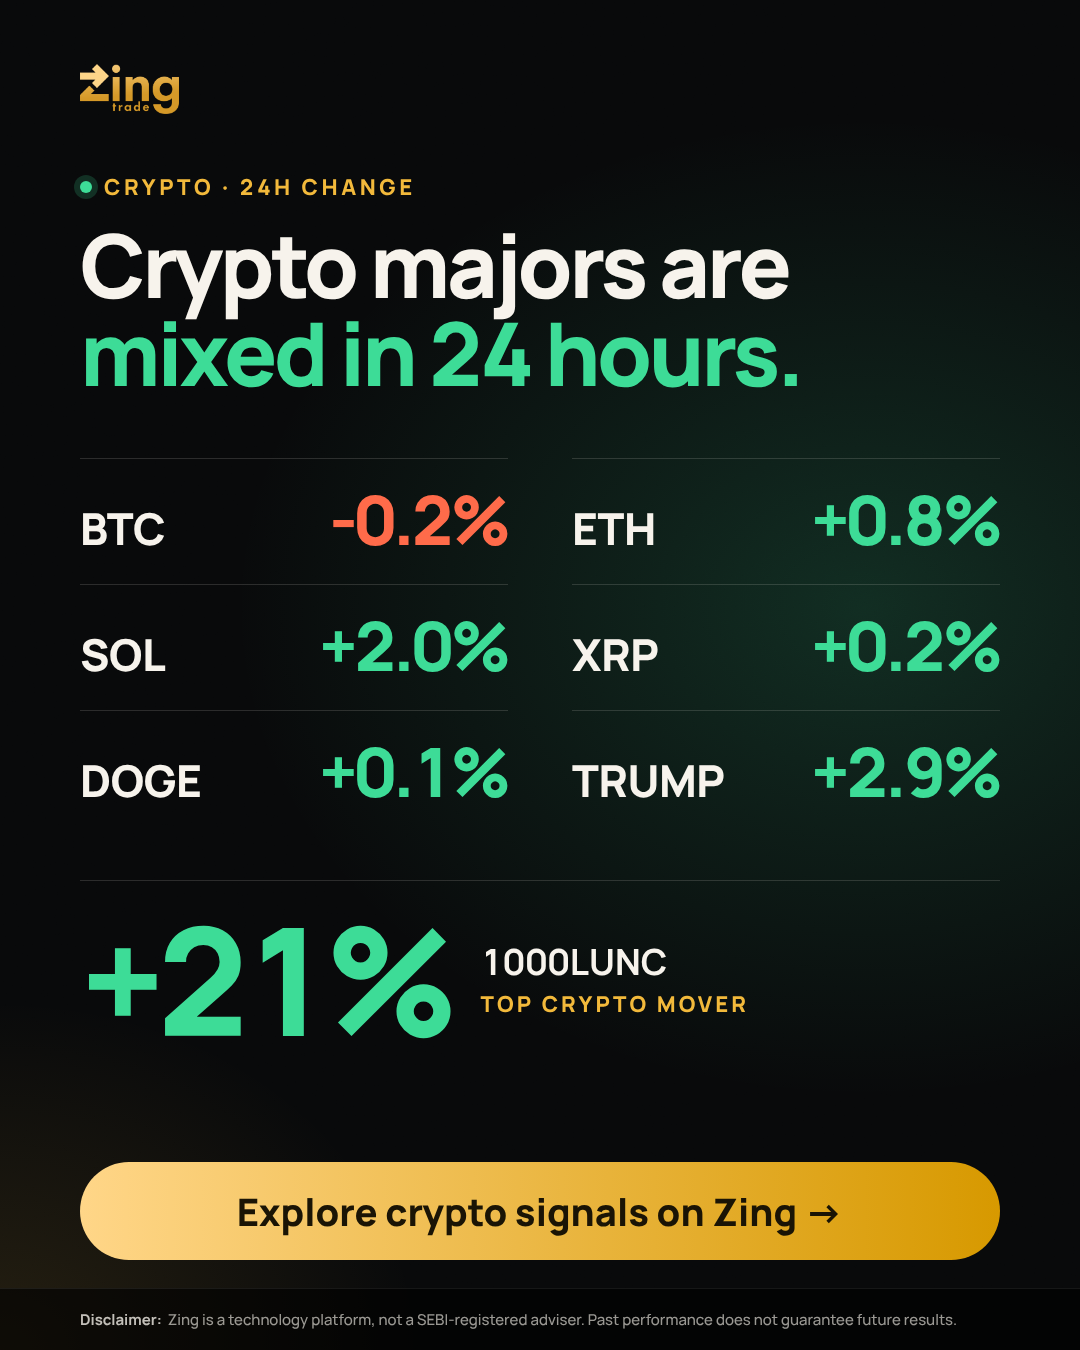 Zing
trade
CRYPTO · 24H CHANGE
Crypto majors are
mixed in 24 hours.
BTC -0.2% ETH +0.8%
SOL +2.0% XRP +0.2%
DOGE +0.1% TRUMP +2.9%
+21% 1000LUNC
TOP CRYPTO MOVER
Explore crypto signals on Zing →
Disclaimer: Zing is a technology platform, not a SEBI-registered adviser. Past performance does not guarantee future results.